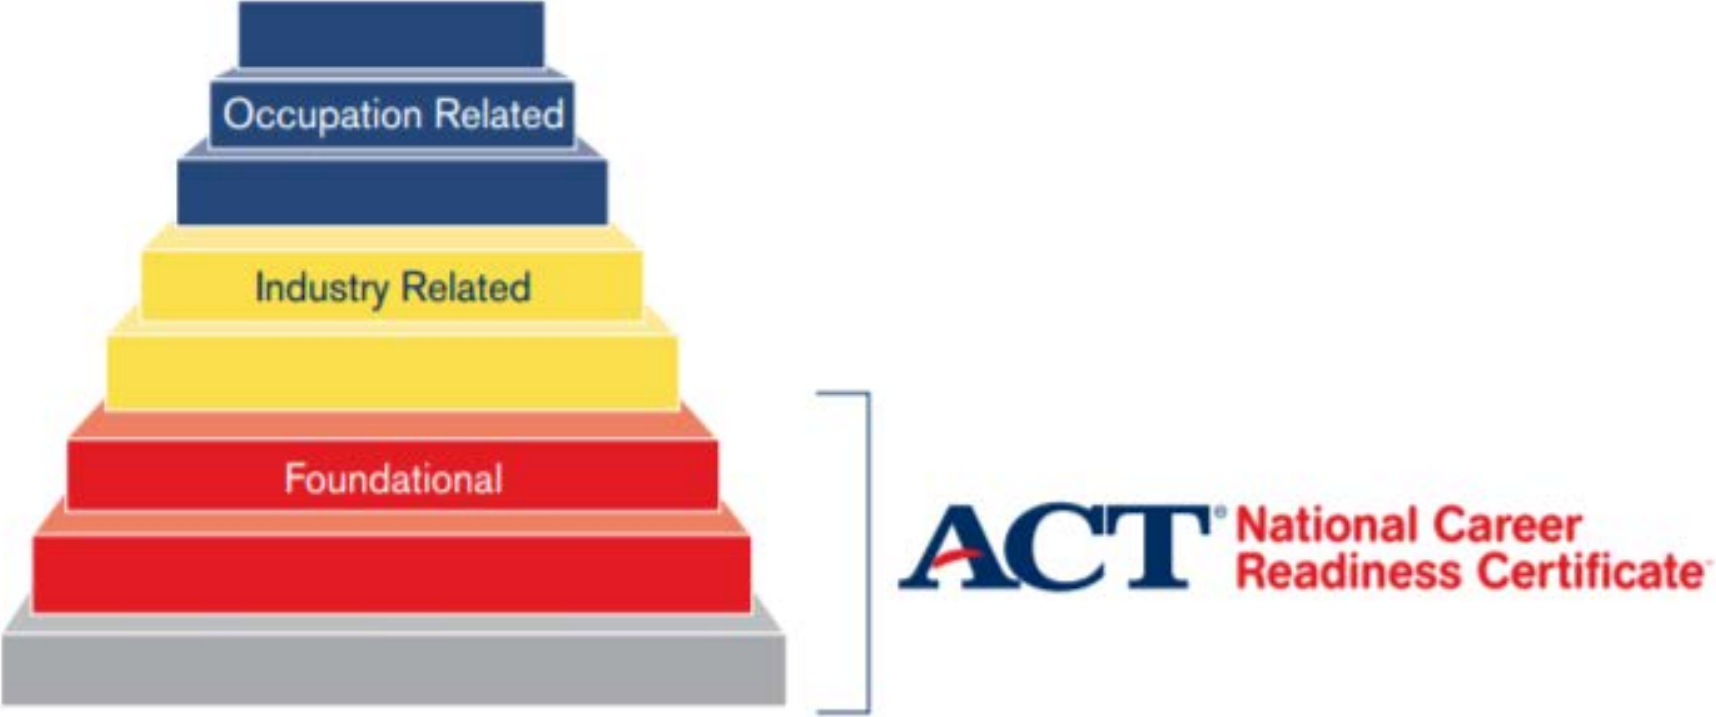 Occupation Related
Industry Related
Foundational
ACT® National Career
Readiness Certificate